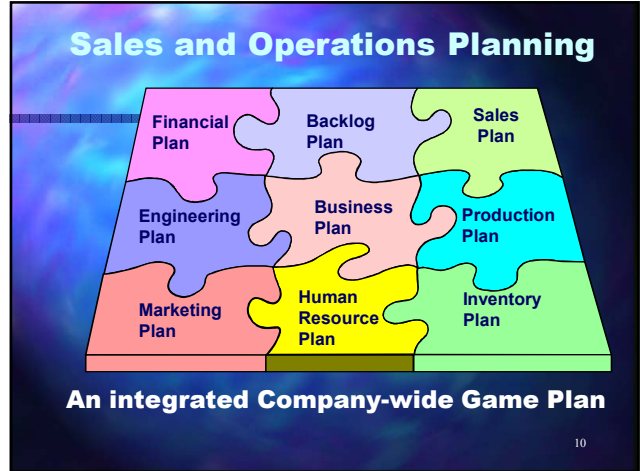 Sales and Operations Planning
Financial
Plan
Backlog
Plan
Sales
Plan
Engineering
Plan
Business
Plan
Production
Plan
Marketing
Plan
Human
Resource
Plan
Inventory
Plan
An integrated Company-wide Game Plan
10